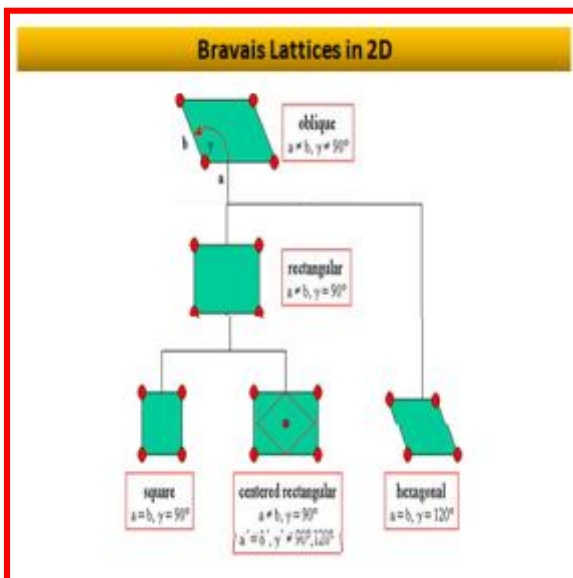 Bravais Lattices in 2D
oblique
a ≠ b, γ ≠ 90°
b
γ
a
rectangular
a ≠ b, γ = 90°
square
a = b, γ = 90°
centered rectangular
a ≠ b, γ = 90°
a´ = b´, γ´ ≠ 90°,120°
hexagonal
a = b, γ = 120°